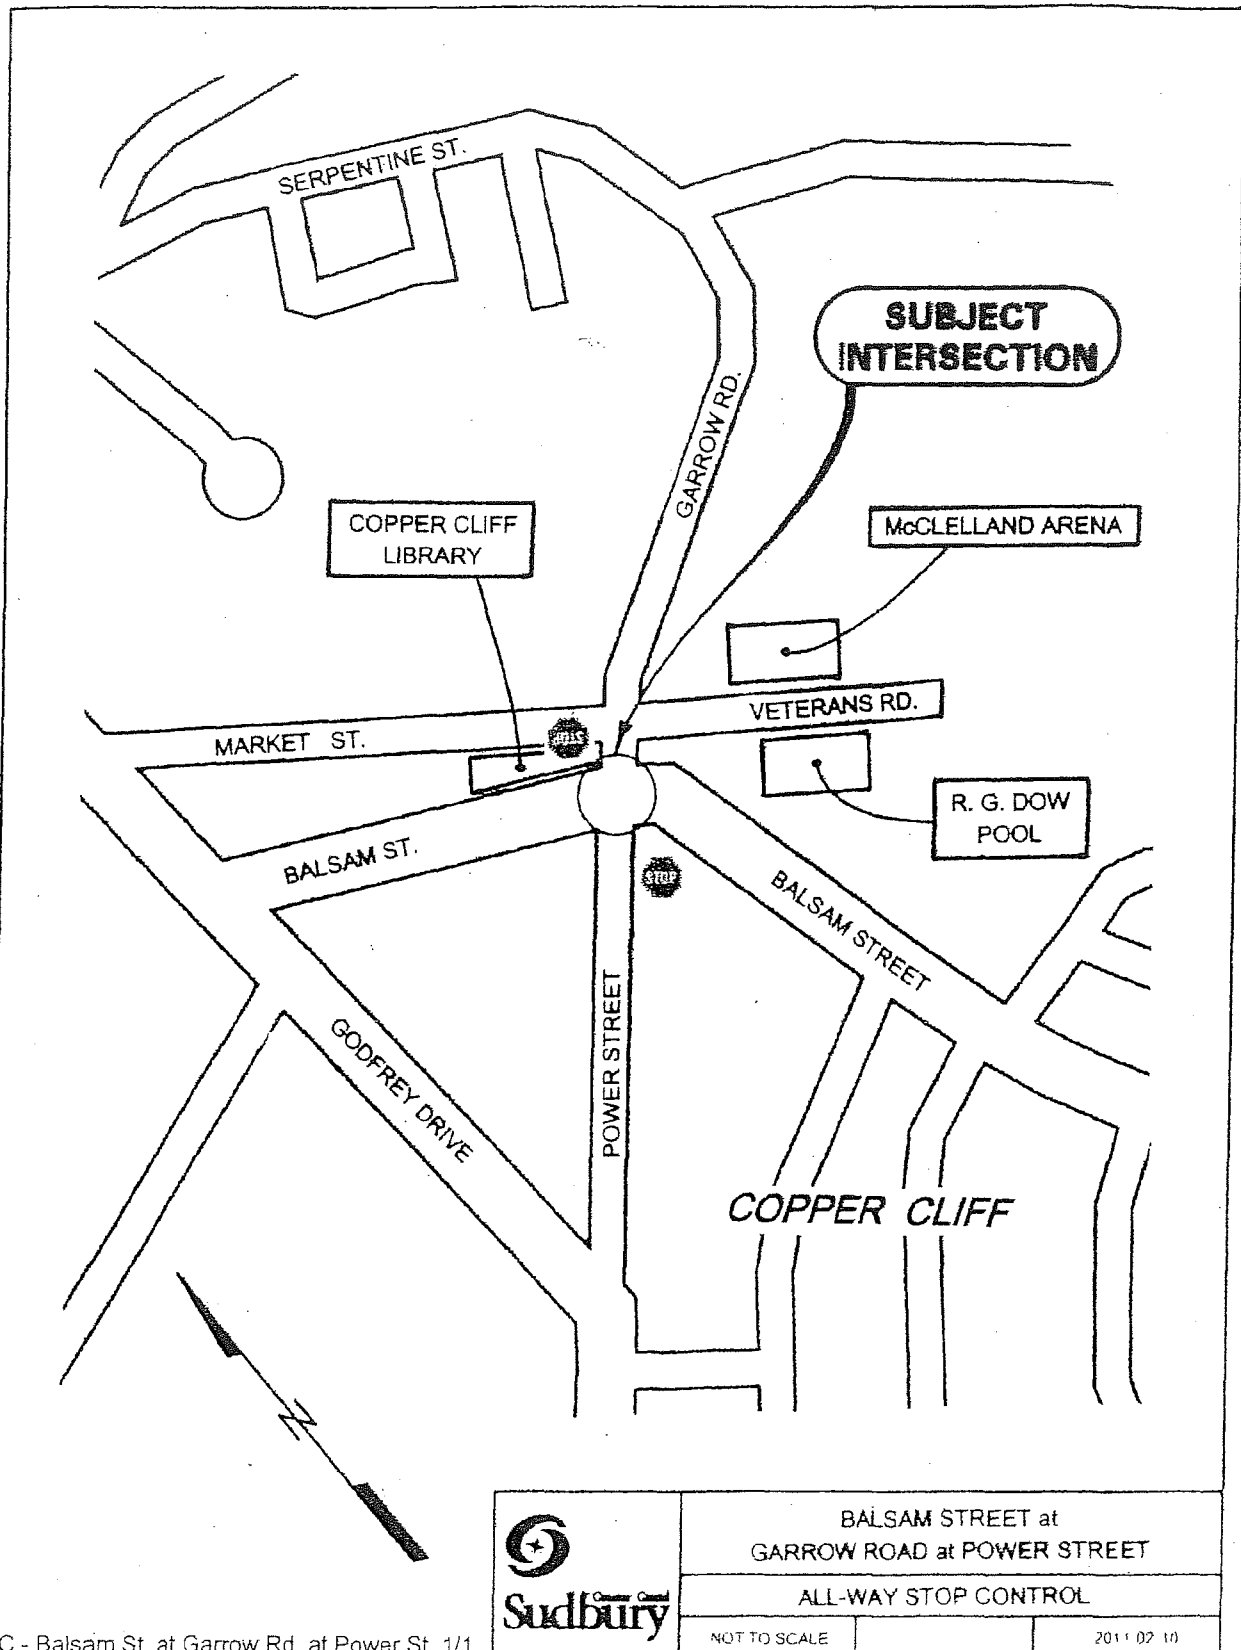 SERPENTINE ST.
SUBJECT
INTERSECTION
GARROW RD.
COPPER CLIFF
LIBRARY
McCLELLAND ARENA
VETERANS RD.
MARKET ST.
R. G. DOW
POOL
BALSAM ST.
STOP
BALSAM STREET
POWER STREET
GODFREY DRIVE
COPPER CLIFF
N
BALSAM STREET at
GARROW ROAD at POWER STREET
Sudbury
ALL-WAY STOP CONTROL
NOT TO SCALE
2011 02 10
C - Balsam St. at Garrow Rd. at Power St. 1/1